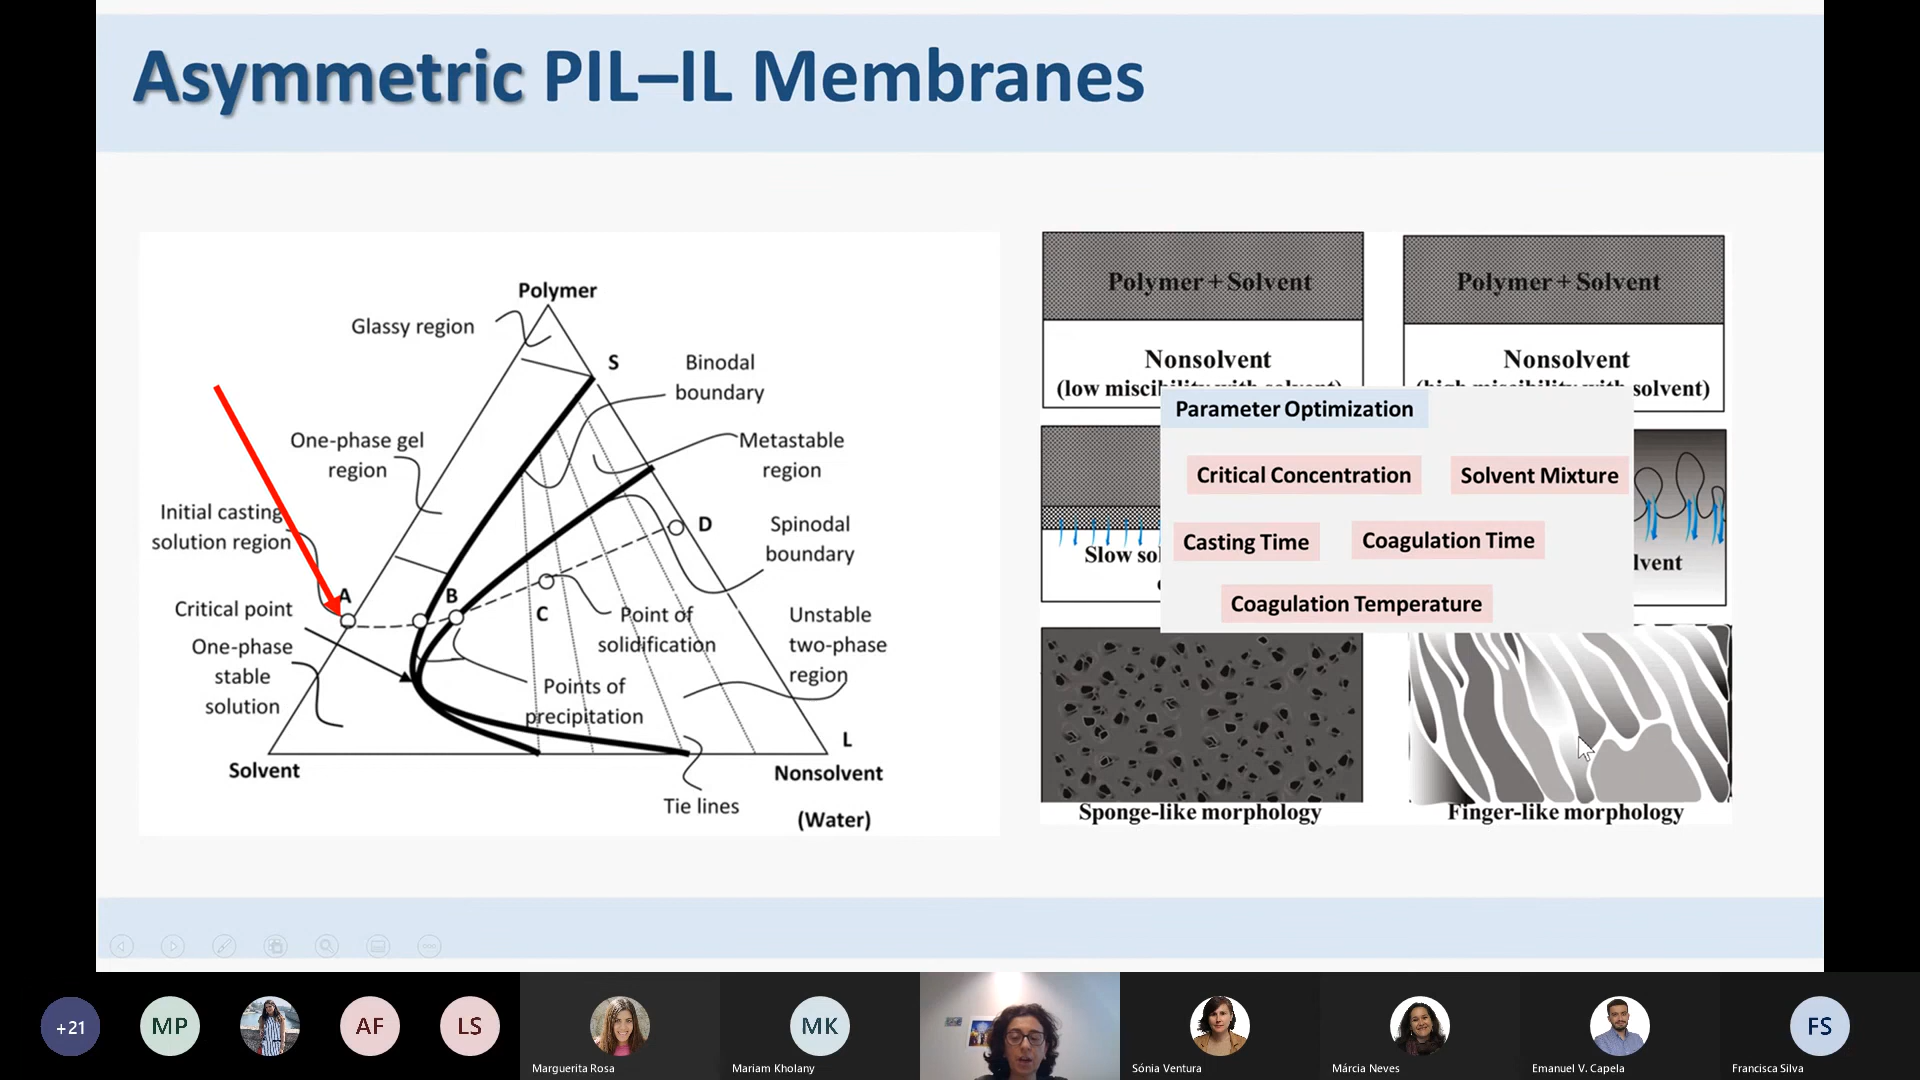 Asymmetric PIL–IL Membranes
Polymer
Glassy region
S
Binodal
boundary
One-phase gel
region
Metastable
region
Initial casting
solution region
D
Spinodal
boundary
A
B
Critical point
C
Point of
solidification
Unstable
two-phase
region
One-phase
stable
solution
Points of
precipitation
L
Solvent
Nonsolvent
Tie lines
(Water)
Polymer + Solvent
Nonsolvent
(low miscibility with solvent)
Polymer + Solvent
Nonsolvent
(high miscibility with solvent)
Parameter Optimization
Critical Concentration
Solvent Mixture
Casting Time
Coagulation Time
Coagulation Temperature
Slow
Sponge-like morphology
Finger-like morphology
+21
MP
AF
LS
Marguerita Rosa
MK
Mariam Kholany
Sónia Ventura
Márcia Neves
Emanuel V. Capela
FS
Francisca Silva